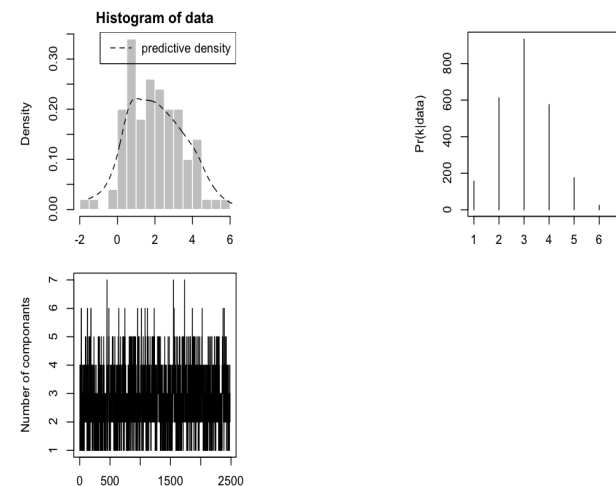 Histogram of data
predictive density
Density
0.00 0.10 0.20 0.30
-2 0 2 4 6
Pr(k|data)
0 200 400 600 800
1 2 3 4 5 6
Number of componants
1 2 3 4 5 6 7
0 500 1500 2500